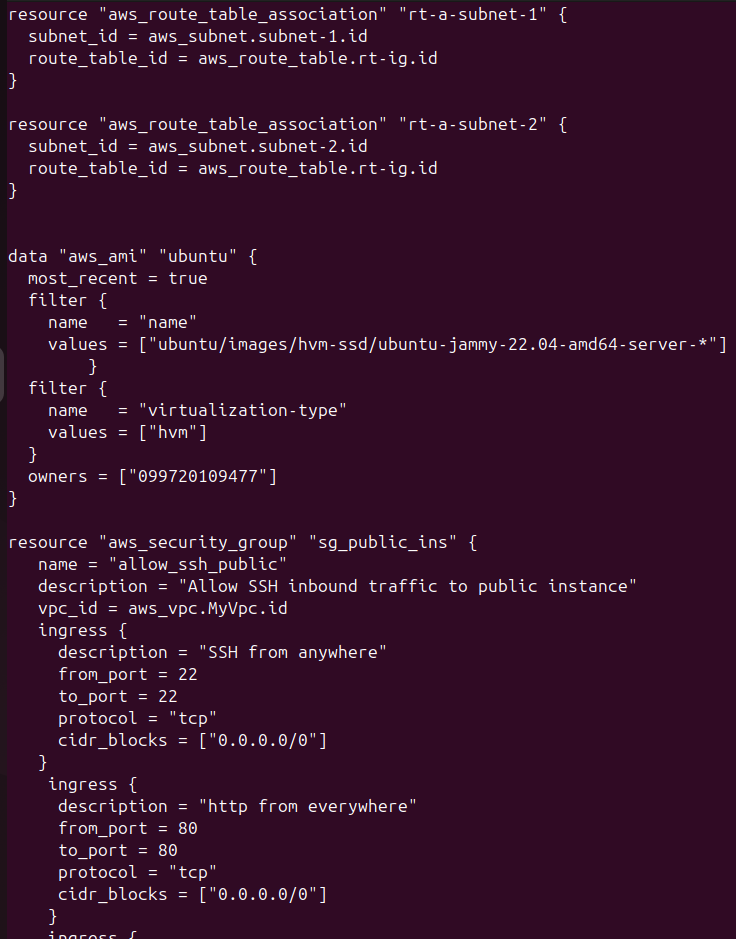 resource "aws_route_table_association" "rt-a-subnet-1" {
  subnet_id = aws_subnet.subnet-1.id
  route_table_id = aws_route_table.rt-ig.id
}

resource "aws_route_table_association" "rt-a-subnet-2" {
  subnet_id = aws_subnet.subnet-2.id
  route_table_id = aws_route_table.rt-ig.id
}


data "aws_ami" "ubuntu" {
  most_recent = true
  filter {
    name   = "name"
    values = ["ubuntu/images/hvm-ssd/ubuntu-jammy-22.04-amd64-server-*"]
        }
  filter {
    name   = "virtualization-type"
    values = ["hvm"]
  }
  owners = ["099720109477"]
}

resource "aws_security_group" "sg_public_ins" {
   name = "allow_ssh_public"
   description = "Allow SSH inbound traffic to public instance"
   vpc_id = aws_vpc.MyVpc.id
   ingress {
     description = "SSH from anywhere"
     from_port = 22
     to_port = 22
     protocol = "tcp"
     cidr_blocks = ["0.0.0.0/0"]
   }
    ingress {
     description = "http from everywhere"
     from_port = 80
     to_port = 80
     protocol = "tcp"
     cidr_blocks = ["0.0.0.0/0"]
    }
    ingress {